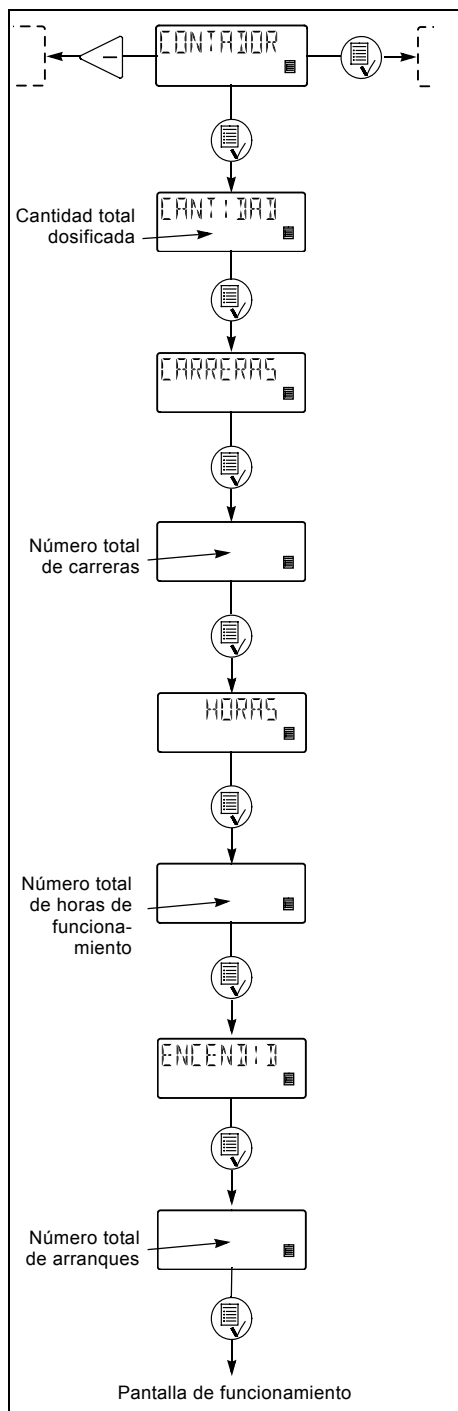 CONTADOR
CANTIDAD
Cantidad total
dosificada
CARRERAS
Número total
de carreras
HORAS
Número total
de horas de
funciona-
miento
ENCENDID
Número total
de arranques
Pantalla de funcionamiento